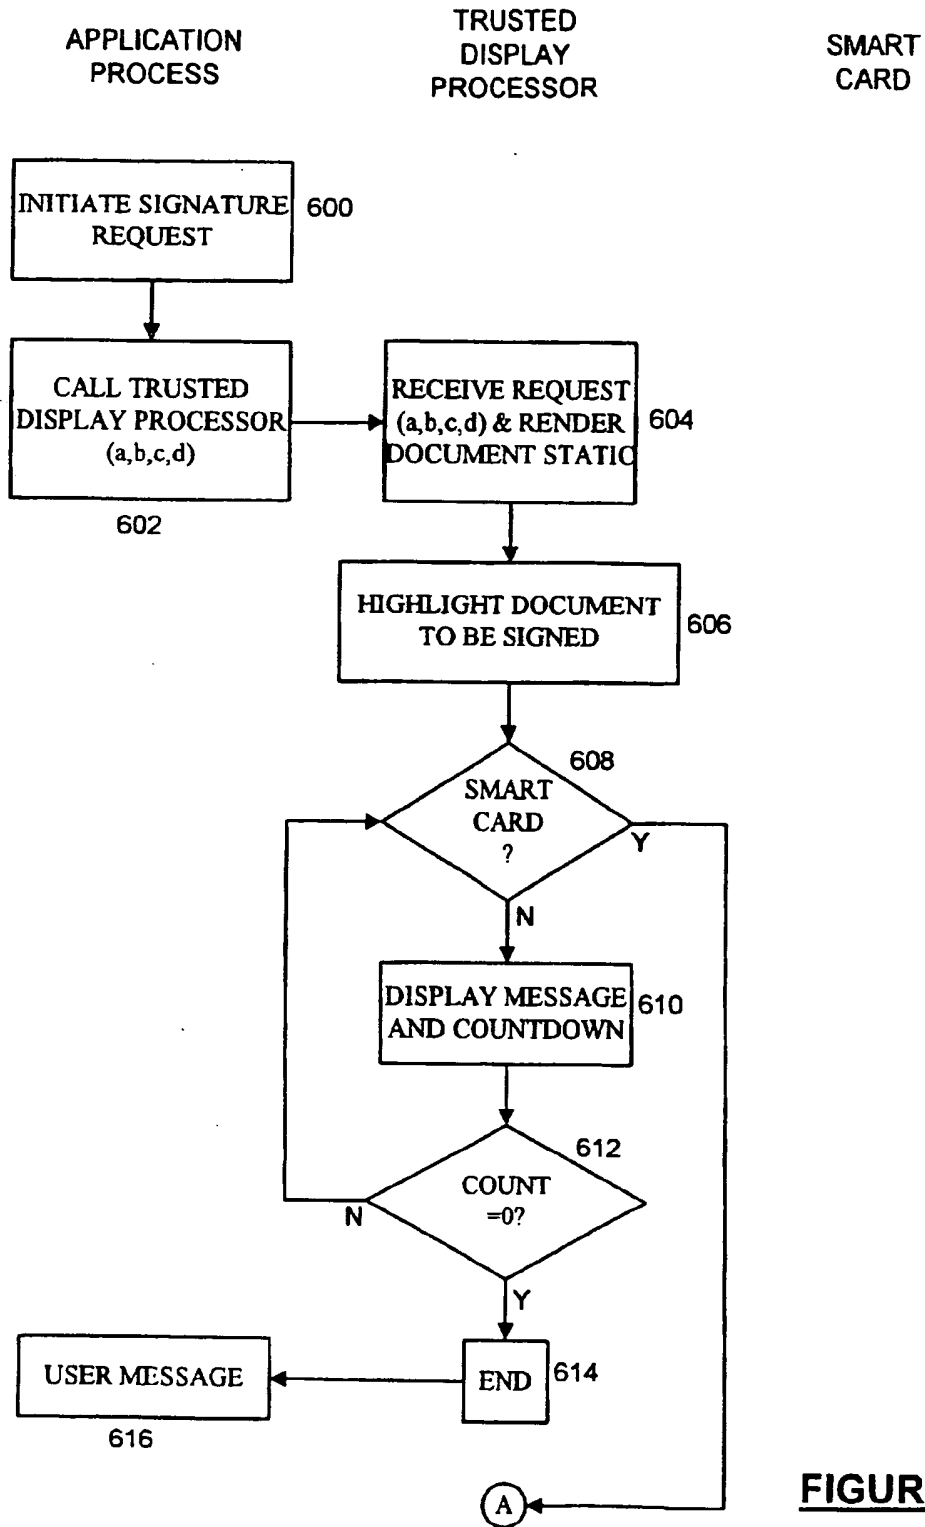 APPLICATION
PROCESS
TRUSTED
DISPLAY
PROCESSOR
SMART
CARD
INITIATE SIGNATURE
REQUEST
600
CALL TRUSTED
DISPLAY PROCESSOR
(a,b,c,d)
602
RECEIVE REQUEST
(a,b,c,d) & RENDER
DOCUMENT STATIC
604
HIGHLIGHT DOCUMENT
TO BE SIGNED
606
608
SMART
CARD
?
Y
N
DISPLAY MESSAGE
AND COUNTDOWN
610
612
COUNT
=0?
N
Y
USER MESSAGE
616
END
614
A
FIGUR